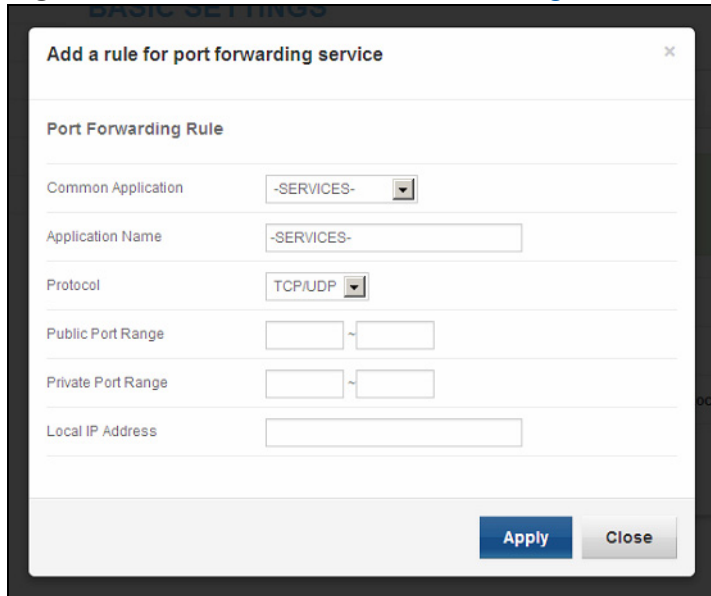 BASIC SETTINGS
Add a rule for port forwarding service ×
Port Forwarding Rule
Common Application -SERVICES-
Application Name -SERVICES-
Protocol TCP/UDP
Public Port Range ~
Private Port Range ~
Local IP Address
Apply Close